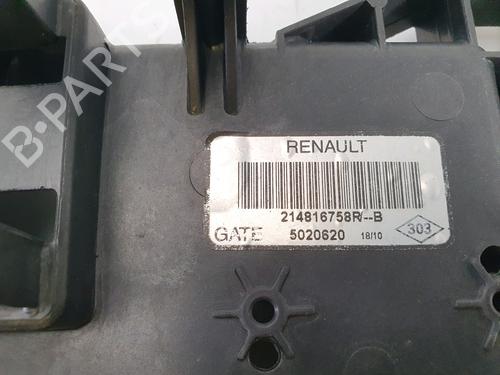 B-PARTS
RENAULT
214816758R/--B
GATE 5020620 18/10 303